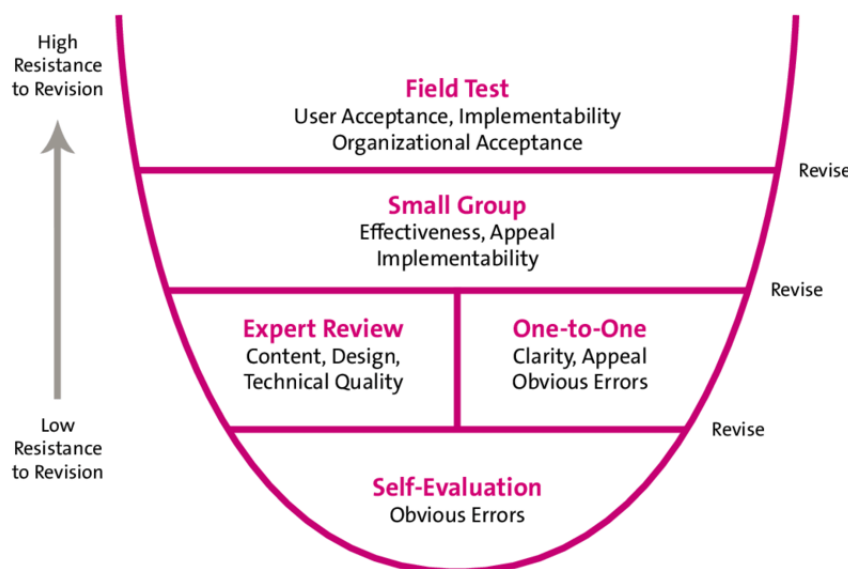 High
Resistance
to Revision
Field Test
User Acceptance, Implementability
Organizational Acceptance
Revise
Small Group
Effectiveness, Appeal
Implementability
Revise
Expert Review
Content, Design,
Technical Quality
One-to-One
Clarity, Appeal
Obvious Errors
Low
Resistance
to Revision
Revise
Self-Evaluation
Obvious Errors